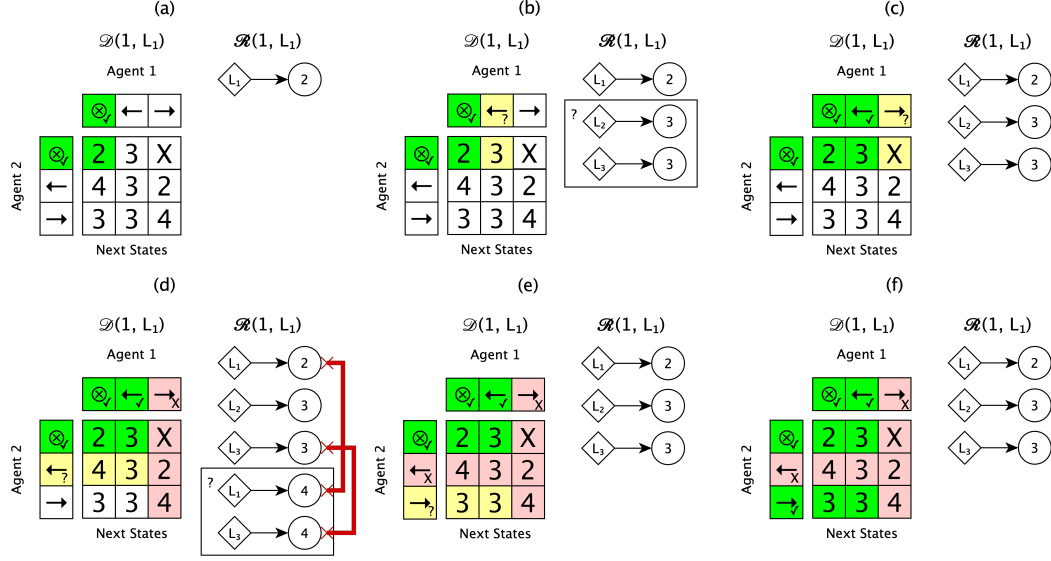 (a)
𝒟(1, L₁) ℛ(1, L₁)
Agent 1
L₁ 2
⊗✓ ← →
Agent 2
⊗✓ 2 3 X
← 4 3 2
→ 3 3 4
Next States
(b)
𝒟(1, L₁) ℛ(1, L₁)
Agent 1
L₁ 2
? L₂ 3
L₃ 3
⊗✓ ←? →
Agent 2
⊗✓ 2 3 X
← 4 3 2
→ 3 3 4
Next States
(c)
𝒟(1, L₁) ℛ(1, L₁)
Agent 1
L₁ 2
L₂ 3
L₃ 3
⊗✓ ←✓ →?
Agent 2
⊗✓ 2 3 X
← 4 3 2
→ 3 3 4
Next States
(d)
𝒟(1, L₁) ℛ(1, L₁)
Agent 1
L₁ 2
L₂ 3
L₃ 3
? L₁ 4
L₃ 4
⊗✓ ←✓ →X
Agent 2
⊗✓ 2 3 X
←? 4 3 2
→ 3 3 4
Next States
(e)
𝒟(1, L₁) ℛ(1, L₁)
Agent 1
L₁ 2
L₂ 3
L₃ 3
⊗✓ ←✓ →X
Agent 2
⊗✓ 2 3 X
←X 4 3 2
→? 3 3 4
Next States
(f)
𝒟(1, L₁) ℛ(1, L₁)
Agent 1
L₁ 2
L₂ 3
L₃ 3
⊗✓ ←✓ →X
Agent 2
⊗✓ 2 3 X
←X 4 3 2
→✓ 3 3 4
Next States